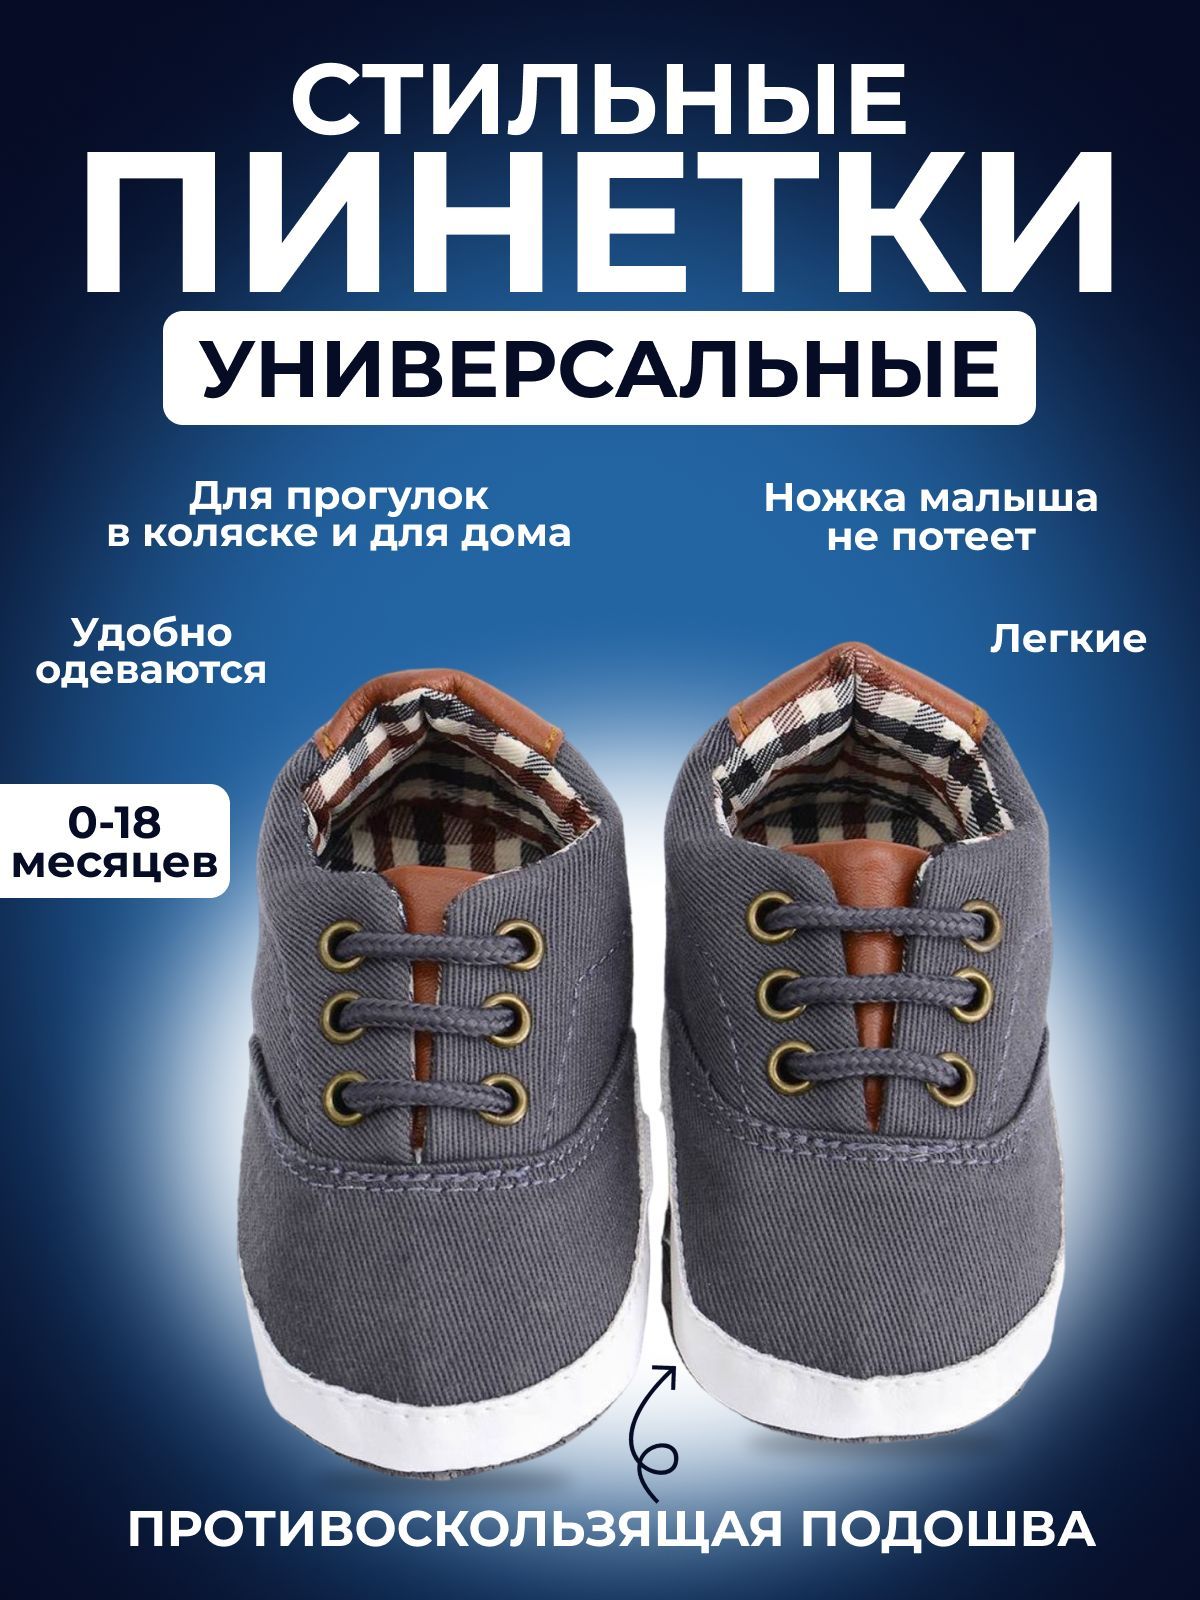 СТИЛЬНЫЕ
ПИНЕТКИ
УНИВЕРСАЛЬНЫЕ
Для прогулок
в коляске и для дома
Ножка малыша
не потеет
Удобно
одеваются
Легкие
0-18
месяцев
ПРОТИВОСКОЛЬЗЯЩАЯ ПОДОШВА